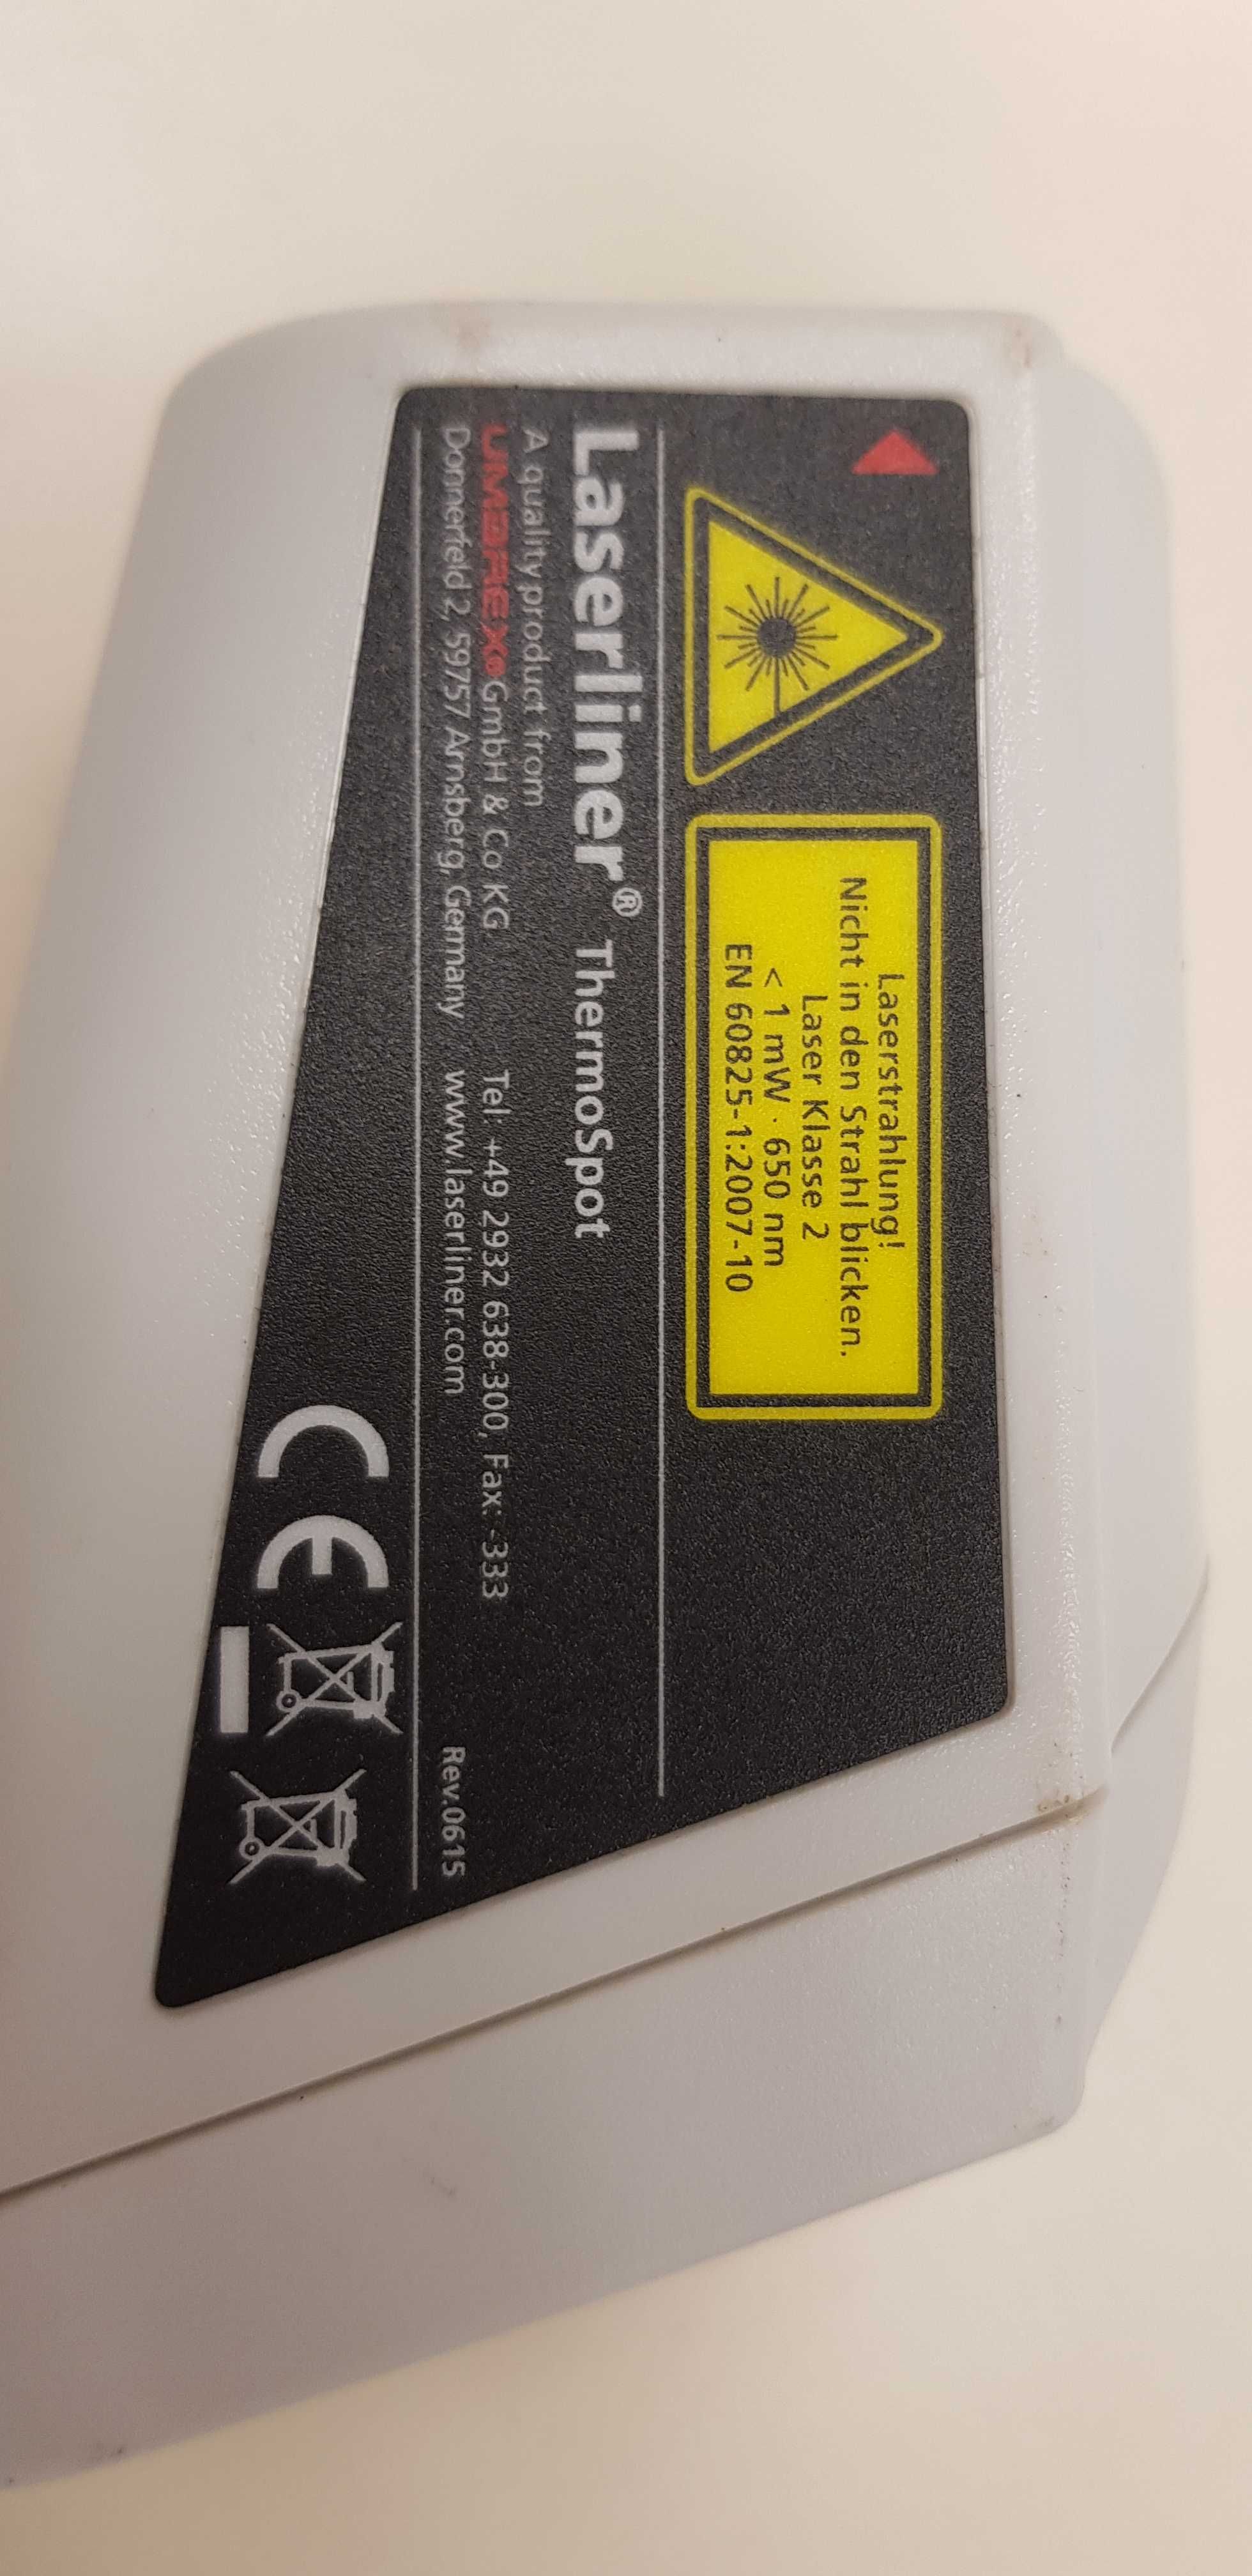 Laserstrahlung!
Nicht in den Strahl blicken.
Laser Klasse 2
< 1 mW · 650 nm
EN 60825-1:2007-10
Laserliner® ThermoSpot
A quality product from
UMAREX® GmbH & Co KG Tel: +49 2932 638-300, Fax: -333
Donnerfeld 2, 59757 Arnsberg, Germany www.laserliner.com Rev.0615
CE